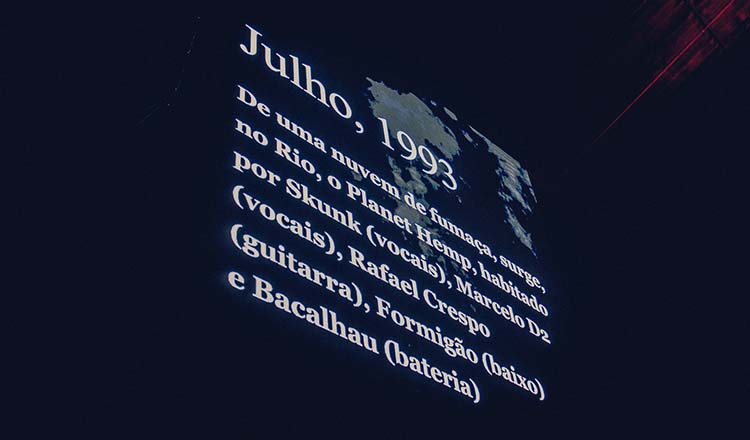 Julho, 1993
De uma nuvem de fumaça, surge,
no Rio, o Planet Hemp, habitado
por Skunk (vocais), Marcelo D2
(vocais), Rafael Crespo
(guitarra), Formigão (baixo)
e Bacalhau (bateria)